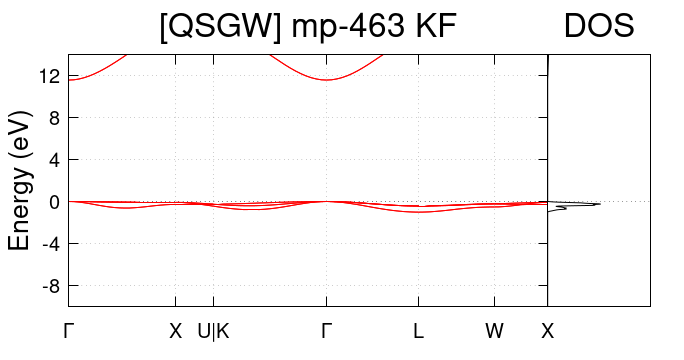 [QSGW] mp-463 KF
DOS
Energy (eV)
12
8
4
0
-4
-8
Γ X U|K Γ L W X